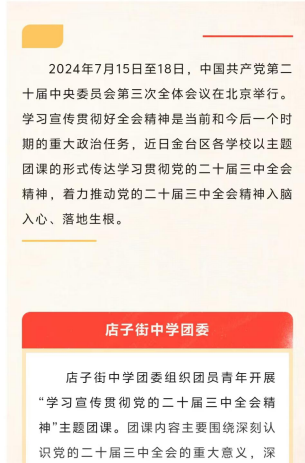 2024年7月15日至18日，中国共产党第二
十届中央委员会第三次全体会议在北京举行。
学习宣传贯彻好全会精神是当前和今后一个时
期的重大政治任务，近日金台区各学校以主题
团课的形式传达学习贯彻党的二十届三中全会
精神，着力推动党的二十届三中全会精神入脑
入心、落地生根。
店子街中学团委
店子街中学团委组织团员青年开展
“学习宣传贯彻党的二十届三中全会精
神”主题团课。团课内容主要围绕深刻认
识党的二十届三中全会的重大意义，深